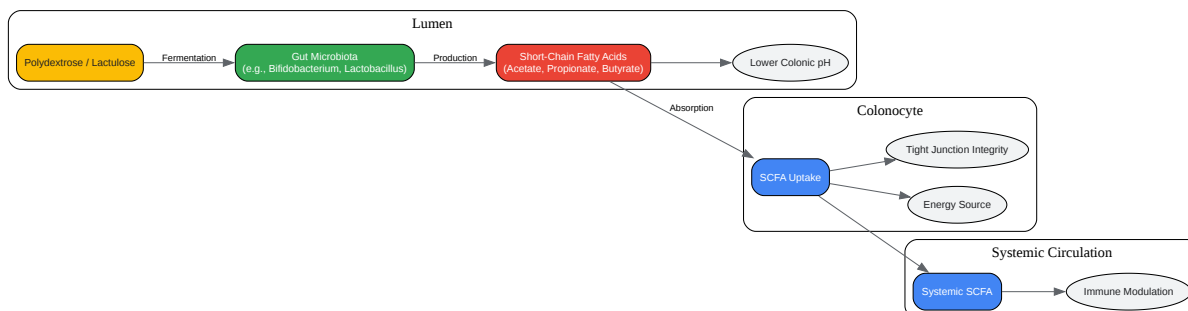 Lumen
Polydextrose / Lactulose
Fermentation
Gut Microbiota
(e.g., Bifidobacterium, Lactobacillus)
Production
Short-Chain Fatty Acids
(Acetate, Propionate, Butyrate)
Lower Colonic pH
Absorption
Colonocyte
Tight Junction Integrity
SCFA Uptake
Energy Source
Systemic Circulation
Systemic SCFA
Immune Modulation